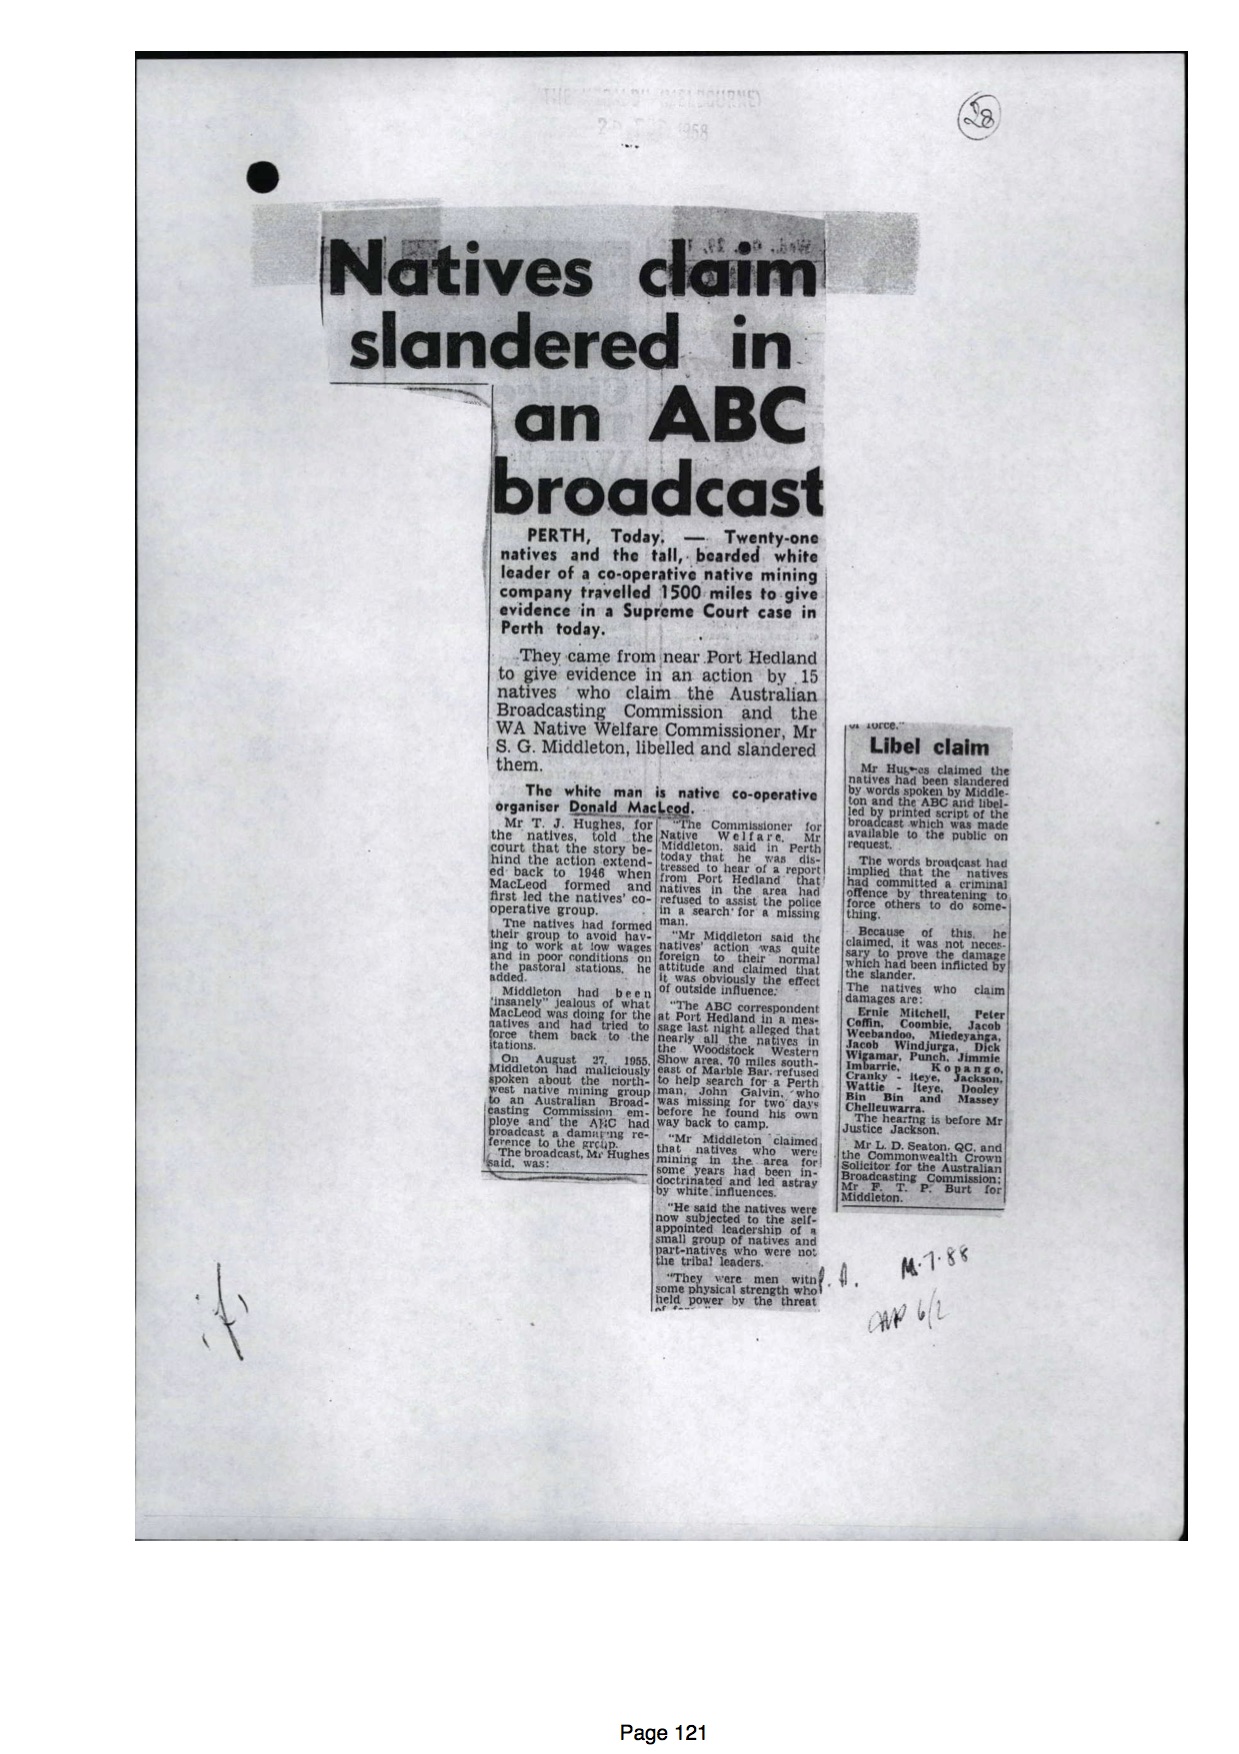 1958
28
Natives claim
slandered in
an ABC
broadcast
PERTH, Today. — Twenty-one
natives and the tall, bearded white
leader of a co-operative native mining
company travelled 1500 miles to give
evidence in a Supreme Court case in
Perth today.
They came from near Port Hedland
to give evidence in an action by 15
natives who claim the Australian
Broadcasting Commission and the
WA Native Welfare Commissioner, Mr
S. G. Middleton, libelled and slandered
them.
The white man is native co-operative
organiser Donald MacLeod.
Mr T. J. Hughes, for
the natives, told the
court that the story be-
hind the action extend-
ed back to 1946 when
MacLeod formed and
first led the natives' co-
operative group.
The natives had formed
their group to avoid hav-
ing to work at low wages
and in poor conditions on
the pastoral stations, he
added.
Middleton had been
"insanely" jealous of what
MacLeod was doing for the
natives and had tried to
force them back to the
stations.
On August 27, 1955,
Middleton had maliciously
spoken about the north-
west native mining group
to an Australian Broad-
casting Commission em-
ploye and the ABC had
broadcast a damaging re-
ference to the group.
The broadcast, Mr Hughes
said, was:
"The Commissioner for
Native Welfare, Mr
Middleton, said in Perth
today that he was dis-
tressed to hear of a report
from Port Hedland that
natives in the area had
refused to assist the police
in a search for a missing
man.
"Mr Middleton said the
natives' action was quite
foreign to their normal
attitude and claimed that
it was obviously the effect
of outside influence.
"The ABC correspondent
at Port Hedland in a mes-
sage last night alleged that
nearly all the natives in
the Woodstock Western
Show area, 70 miles south-
east of Marble Bar, refused
to help search for a Perth
man, John Galvin, who
was missing for two days
before he found his own
way back to camp.
"Mr Middleton claimed
that natives who were
mining in the area for
some years had been in-
doctrinated and led astray
by white influences.
"He said the natives were
now subjected to the self-
appointed leadership of a
small group of natives and
part-natives who were not
the tribal leaders.
"They were men with
some physical strength who
held power by the threat
of force."
of force."
Libel claim
Mr Hughes claimed the
natives had been slandered
by words spoken by Middle-
ton and the ABC and libel-
led by printed script of the
broadcast which was made
available to the public on
request.
The words broadcast had
implied that the natives
had committed a criminal
offence by threatening to
force others to do some-
thing.
Because of this, he
claimed, it was not neces-
sary to prove the damage
which had been inflicted by
the slander.
The natives who claim
damages are:
Ernie Mitchell, Peter
Coffin, Coombie, Jacob
Weebandoo, Miedeyanga,
Jacob Windjurga, Dick
Wigamar, Punch, Jimmie
Imbarrie, Kopango,
Cranky - Iteye, Jackson,
Wattie - Iteye, Dooley
Bin Bin and Massey
Chelleuwarra.
The hearing is before Mr
Justice Jackson.
Mr L. D. Seaton, QC, and
the Commonwealth Crown
Solicitor for the Australian
Broadcasting Commission;
Mr F. T. P. Burt for
Middleton.
P. A. M.7.88
6/2
Page 121